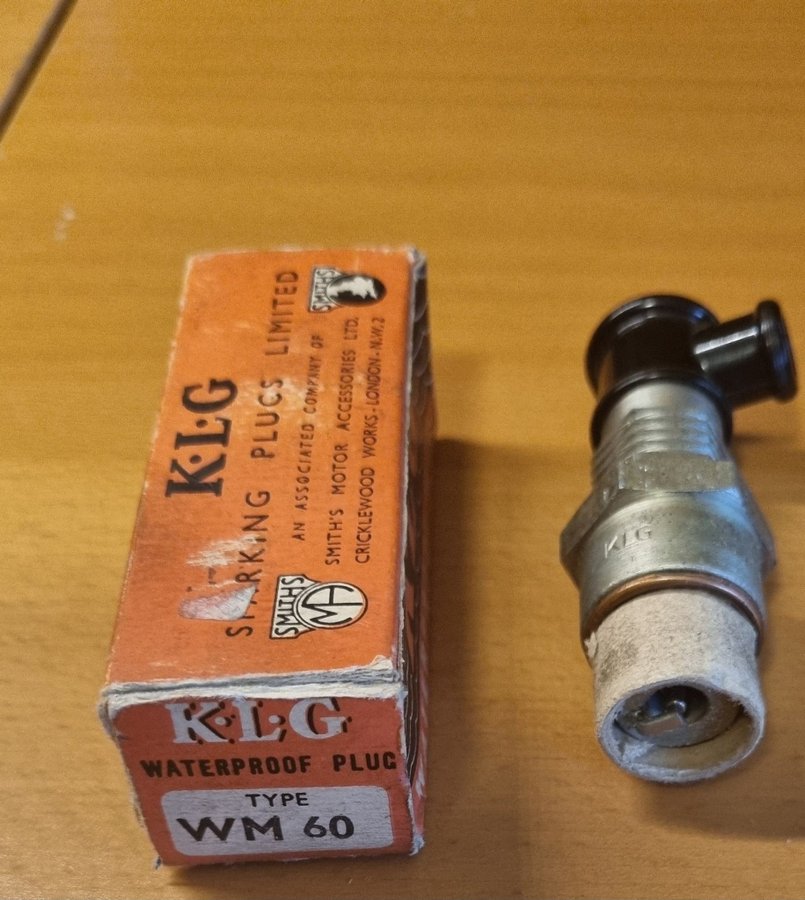 K·L·G
SPARKING PLUGS LIMITED
AN ASSOCIATED COMPANY OF
SMITH'S MOTOR ACCESSORIES LTD.
CRICKLEWOOD WORKS-LONDON-N.W.2
SMITHS
SMITHS
MA
K·L·G
WATERPROOF PLUG
TYPE
WM 60
KLG